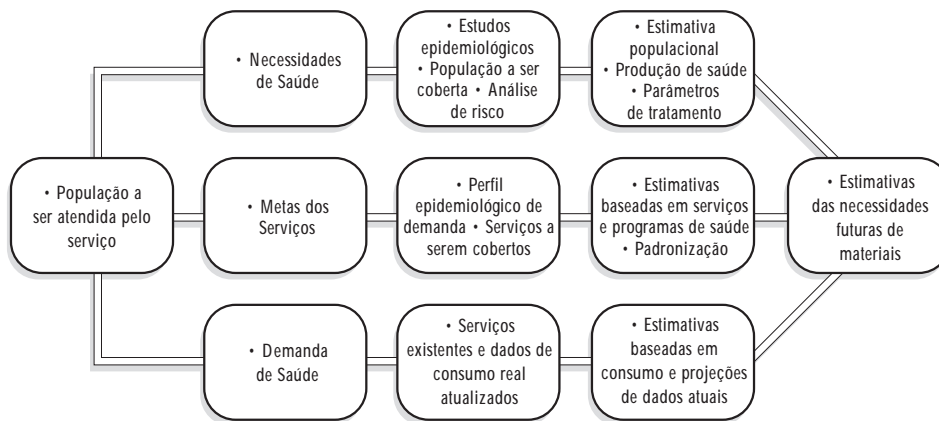 • Necessidades
de Saúde
• Estudos
epidemiológicos
• População a ser
coberta • Análise
de risco
• Estimativa
populacional
• Produção de saúde
• Parâmetros
de tratamento
• População a
ser atendida pelo
serviço
• Metas dos
Serviços
• Perfil
epidemiológico de
demanda • Serviços a
serem cobertos
• Estimativas
baseadas em serviços
e programas de saúde
• Padronização
• Estimativas
das necessidades
futuras de
materiais
• Demanda
de Saúde
• Serviços
existentes e dados de
consumo real
atualizados
• Estimativas
baseadas em
consumo e projeções
de dados atuais